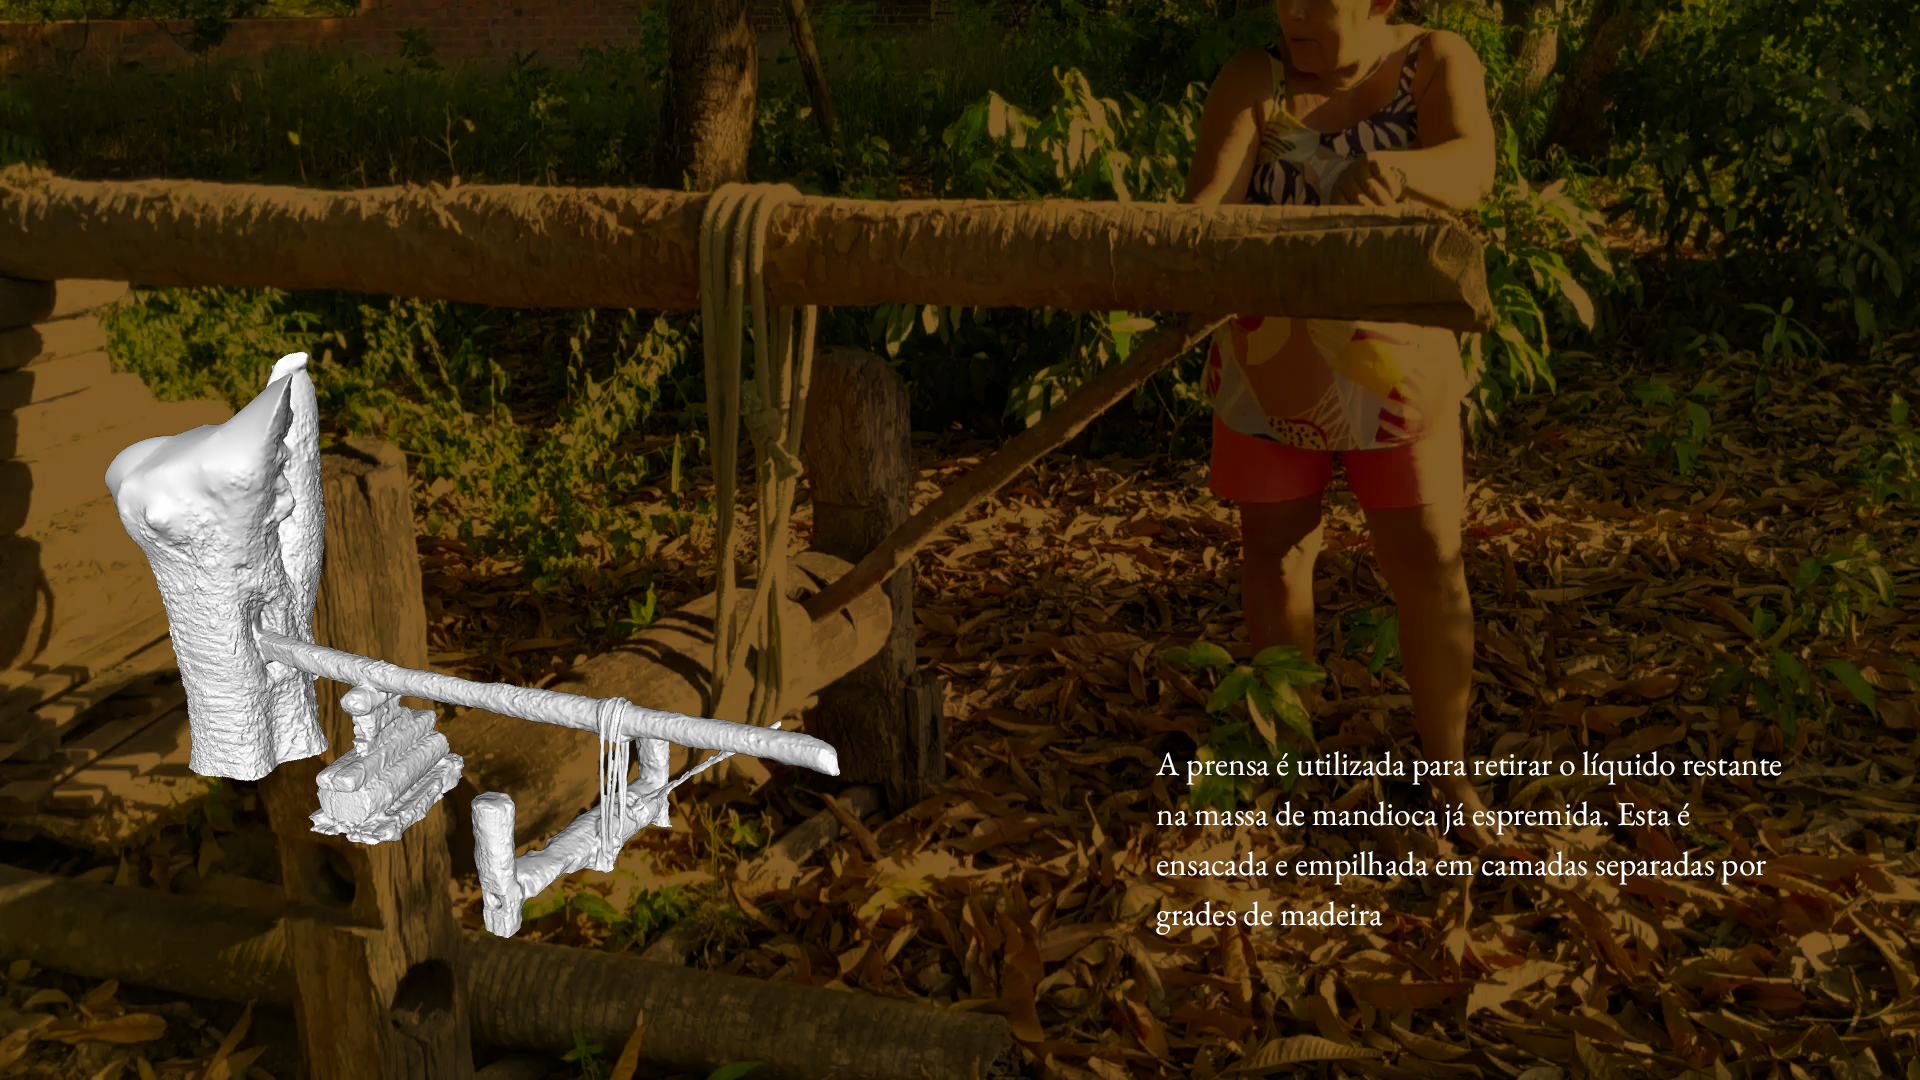 A prensa é utilizada para retirar o líquido restante
na massa de mandioca já espremida. Esta é
ensacada e empilhada em camadas separadas por
grades de madeira